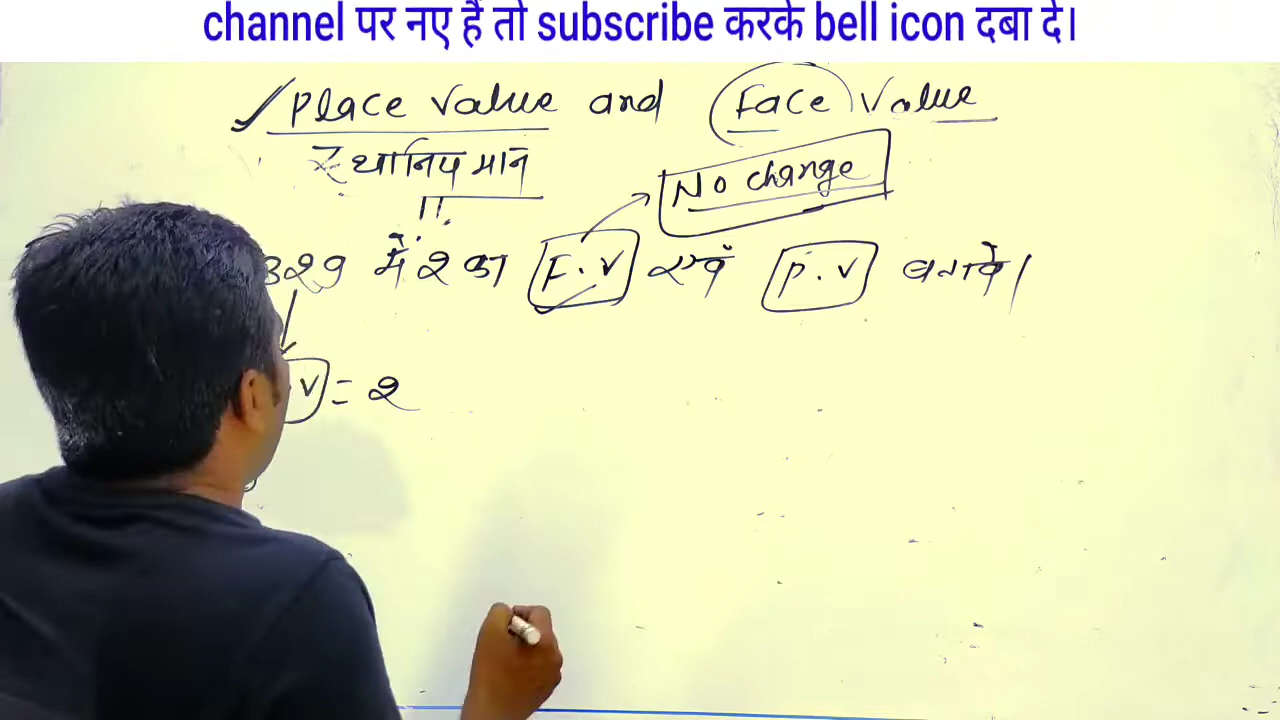 channel पर नए हैं तो subscribe करके bell icon दबा दे।
Place Value and Face Value
स्थानिय मान
No change
329 में 2 का F.V एवं P.V बतावें।
V = 2